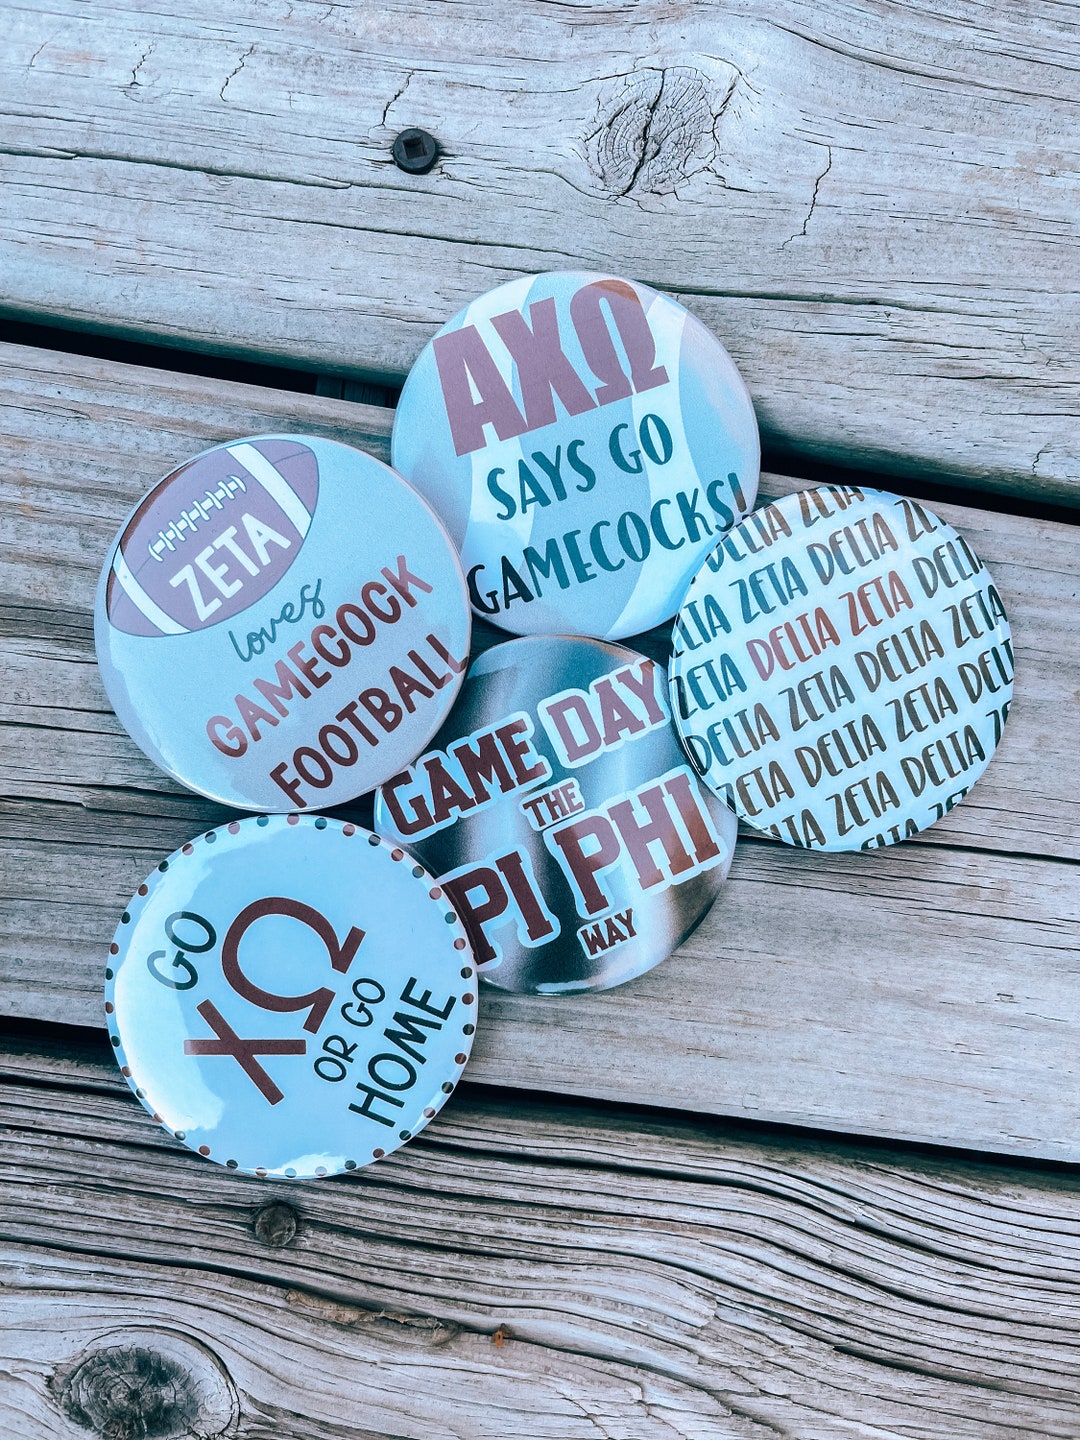 ΑΧΩ
SAYS GO
GAMECOCKS!
ZETA
loves
GAMECOCK
FOOTBALL
DELTA ZETA
DELTA ZETA DELTA
ZETA DELTA ZETA DELTA
DELTA ZETA DELTA ZETA
ZETA DELTA ZETA DELTA
ZETA DELTA ZETA
ZETA DELTA
GAME DAY
THE
PI PHI
WAY
GO
ΧΩ
OR GO
HOME